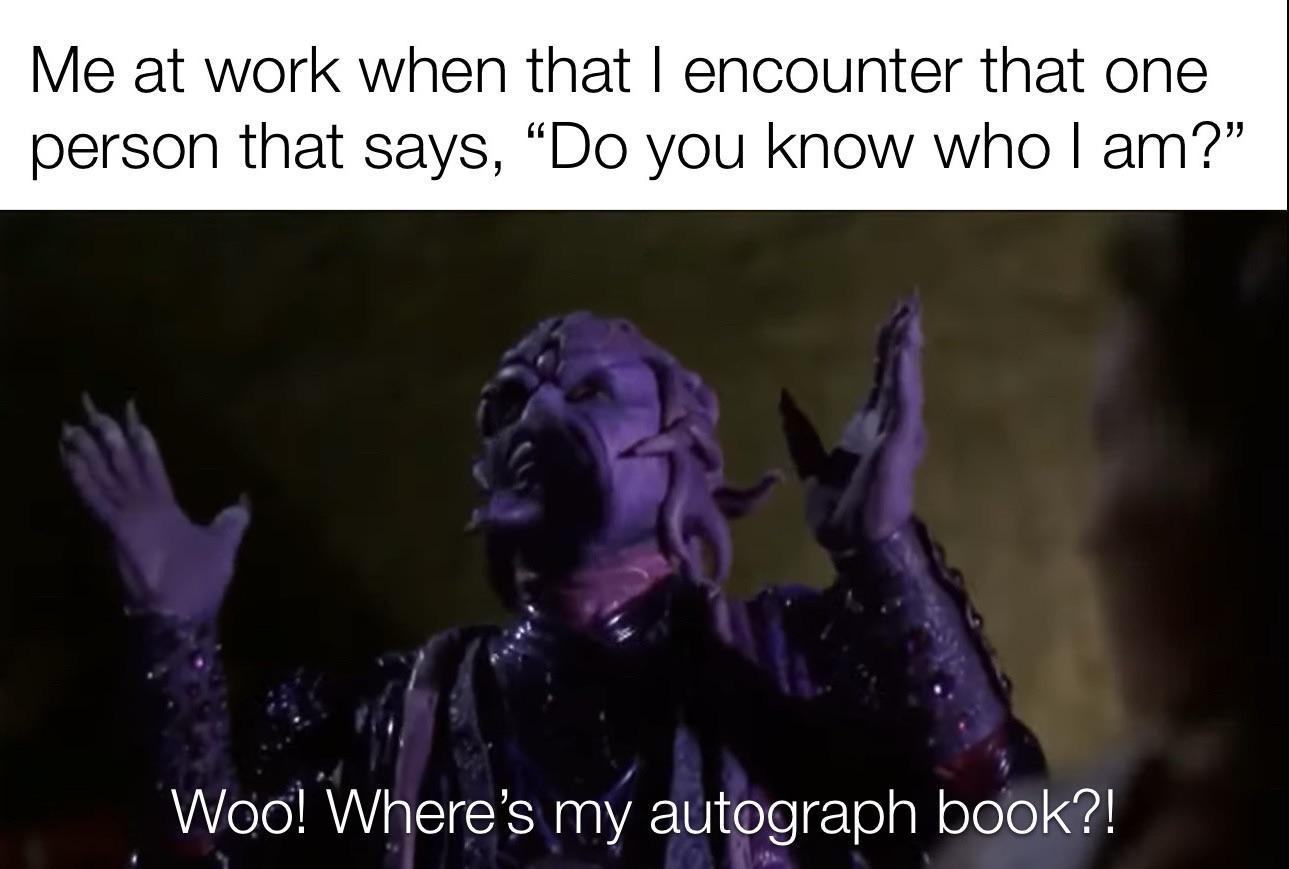 Me at work when that I encounter that one
person that says, “Do you know who I am?”
Woo! Where’s my autograph book?!